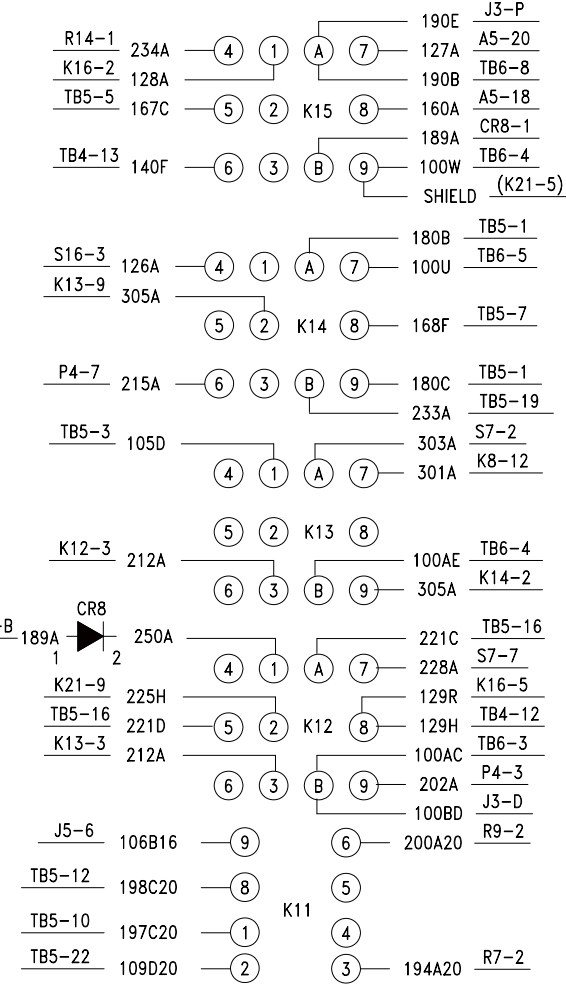 190E J3-P
R14-1 234A 4 1 A 7 127A A5-20
K16-2 128A 190B TB6-8
TB5-5 167C 5 2 K15 8 160A A5-18
189A CR8-1
TB4-13 140F 6 3 B 9 100W TB6-4
SHIELD (K21-5)
180B TB5-1
S16-3 126A 4 1 A 7 100U TB6-5
K13-9 305A
5 2 K14 8 168F TB5-7
P4-7 215A 6 3 B 9 180C TB5-1
233A TB5-19
TB5-3 105D 303A S7-2
4 1 A 7 301A K8-12
5 2 K13 8
K12-3 212A 100AE TB6-4
6 3 B 9 305A K14-2
CR8
-B 189A 1 2 250A 221C TB5-16
4 1 A 7 228A S7-7
K21-9 225H 129R K16-5
TB5-16 221D 5 2 K12 8 129H TB4-12
K13-3 212A 100AC TB6-3
6 3 B 9 202A P4-3
100BD J3-D
J5-6 106B16 9 6 200A20 R9-2
TB5-12 198C20 8 5
K11
TB5-10 197C20 1 4
TB5-22 109D20 2 3 194A20 R7-2